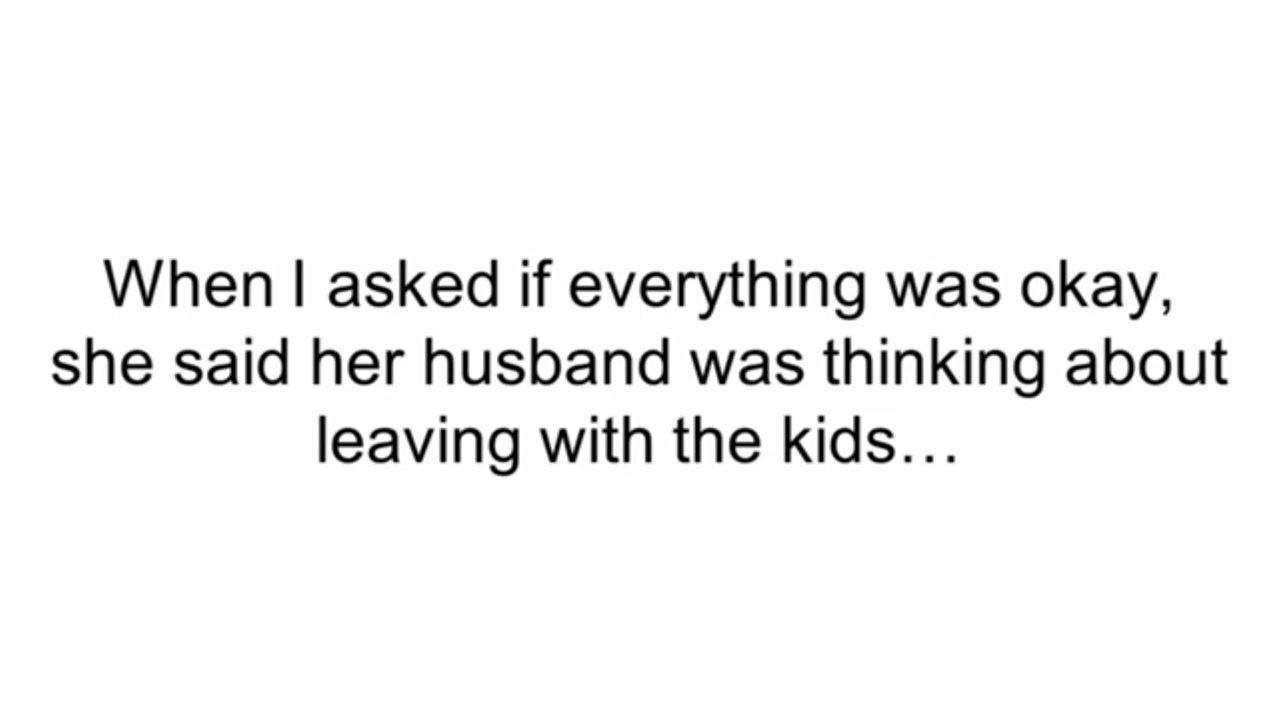 When I asked if everything was okay,
she said her husband was thinking about
leaving with the kids…